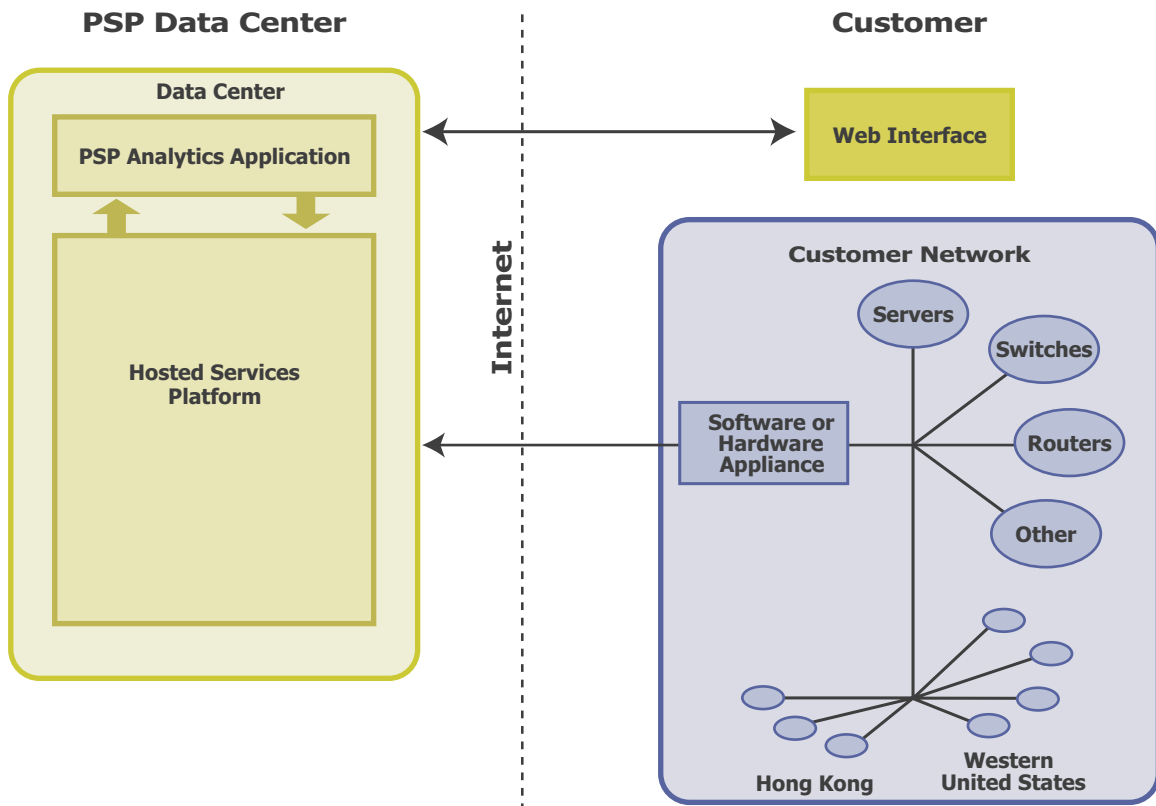 PSP Data Center
Customer
Data Center
PSP Analytics Application
Hosted Services
Platform
Internet
Web Interface
Customer Network
Servers
Switches
Routers
Other
Software or
Hardware
Appliance
Hong Kong
Western
United States